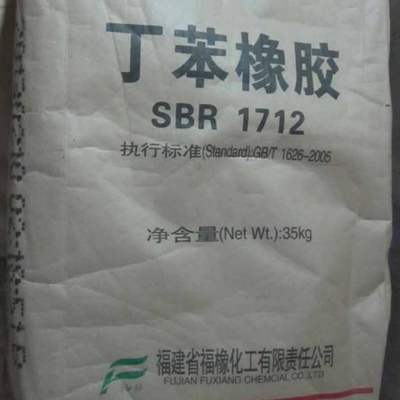 丁苯橡胶
SBR 1712
执行标准(Standard):GB/T 1626-2005
净含量(Net Wt.):35kg
福建省福橡化工有限责任公司
FUJIAN FUXIANG CHEMCIAL CO.,LTD